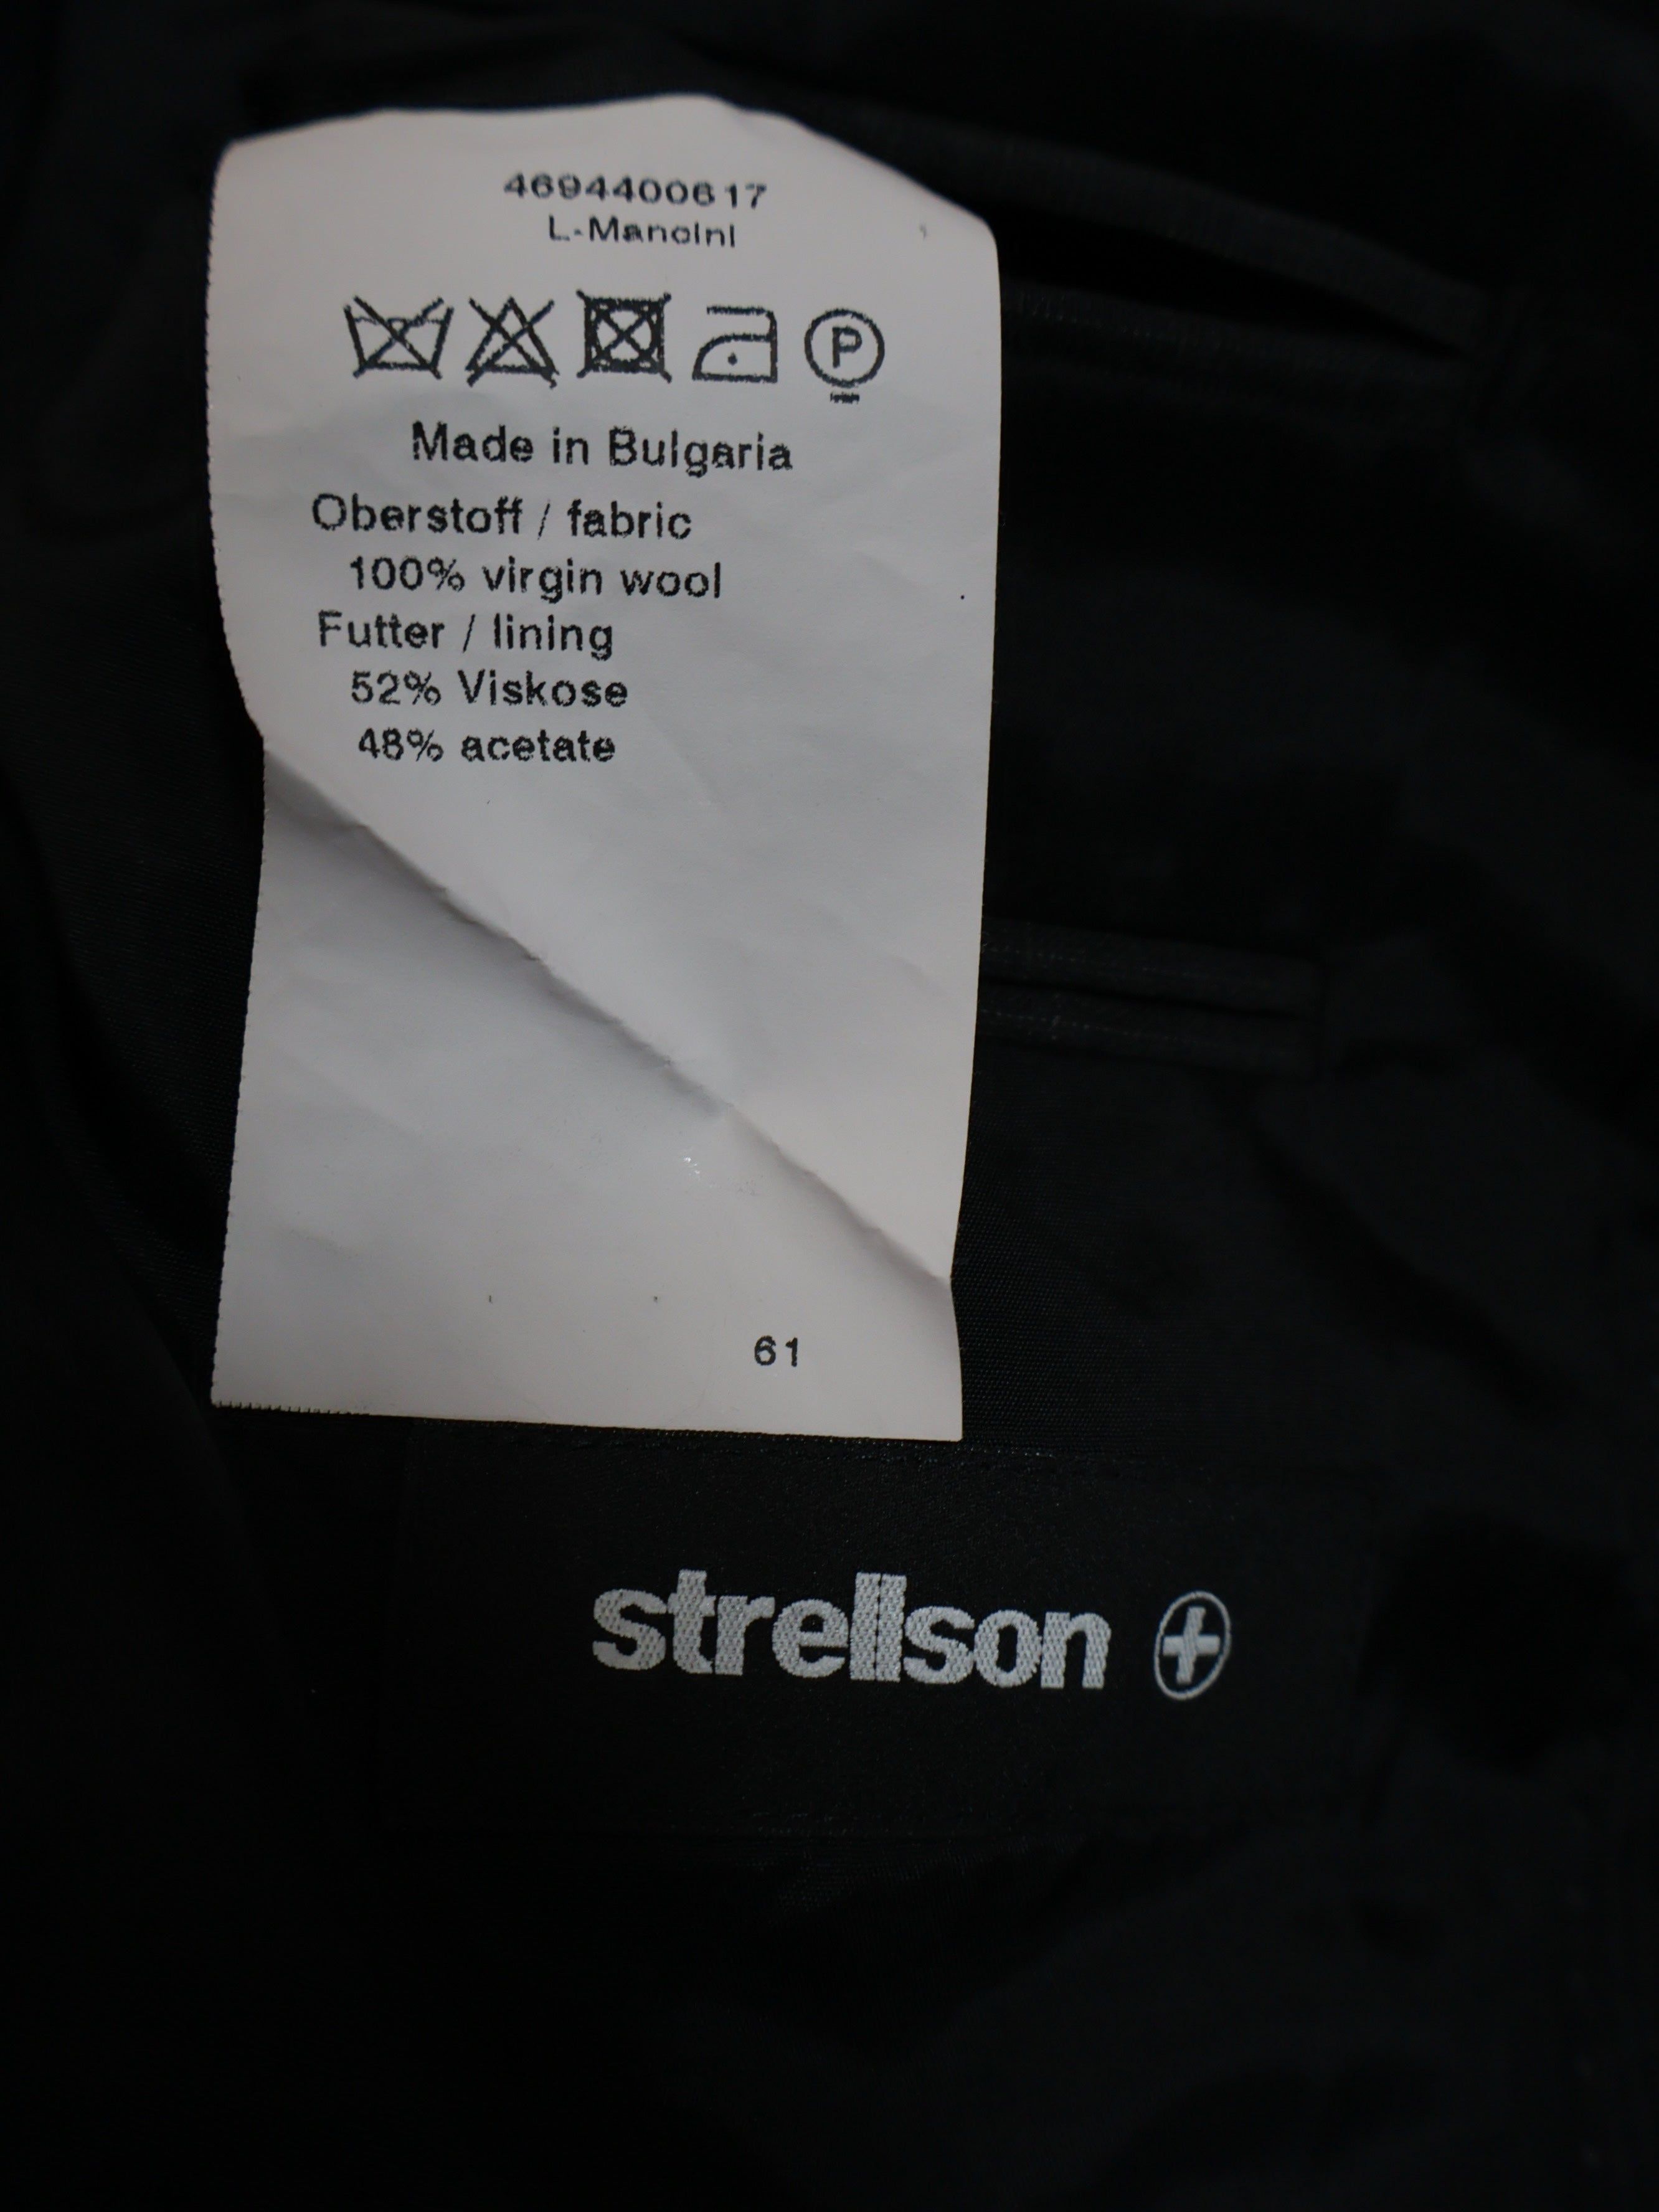 4694400617
L-Mancini
P
Made in Bulgaria
Oberstoff / fabric
100% virgin wool
Futter / lining
52% Viskose
48% acetate
61
strellson